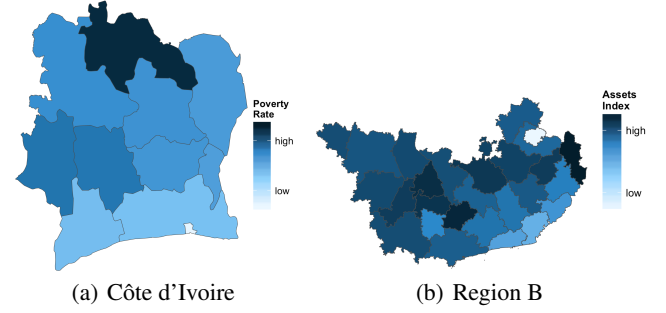 Poverty
Rate
high
low
Assets
Index
high
low
(a) Côte d'Ivoire
(b) Region B